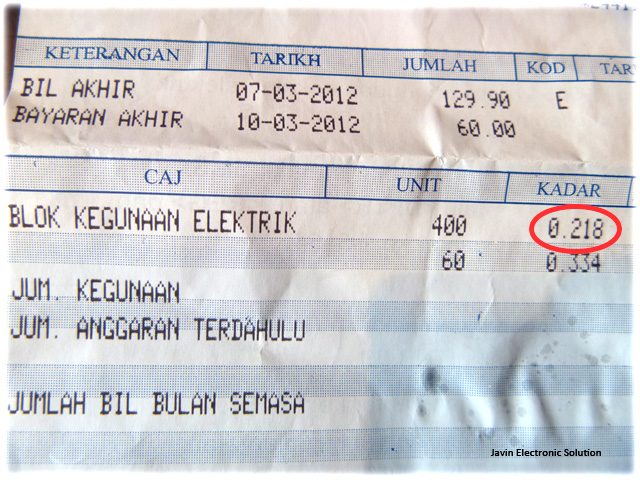 KETERANGAN TARIKH JUMLAH KOD
BIL AKHIR 07-03-2012 129.90 E
BAYARAN AKHIR 10-03-2012 60.00
CAJ UNIT KADAR
BLOK KEGUNAAN ELEKTRIK 400 0.218
60 0.334
JUM. KEGUNAAN
JUM. ANGGARAN TERDAHULU
JUMLAH BIL BULAN SEMASA
Javin Electronic Solution